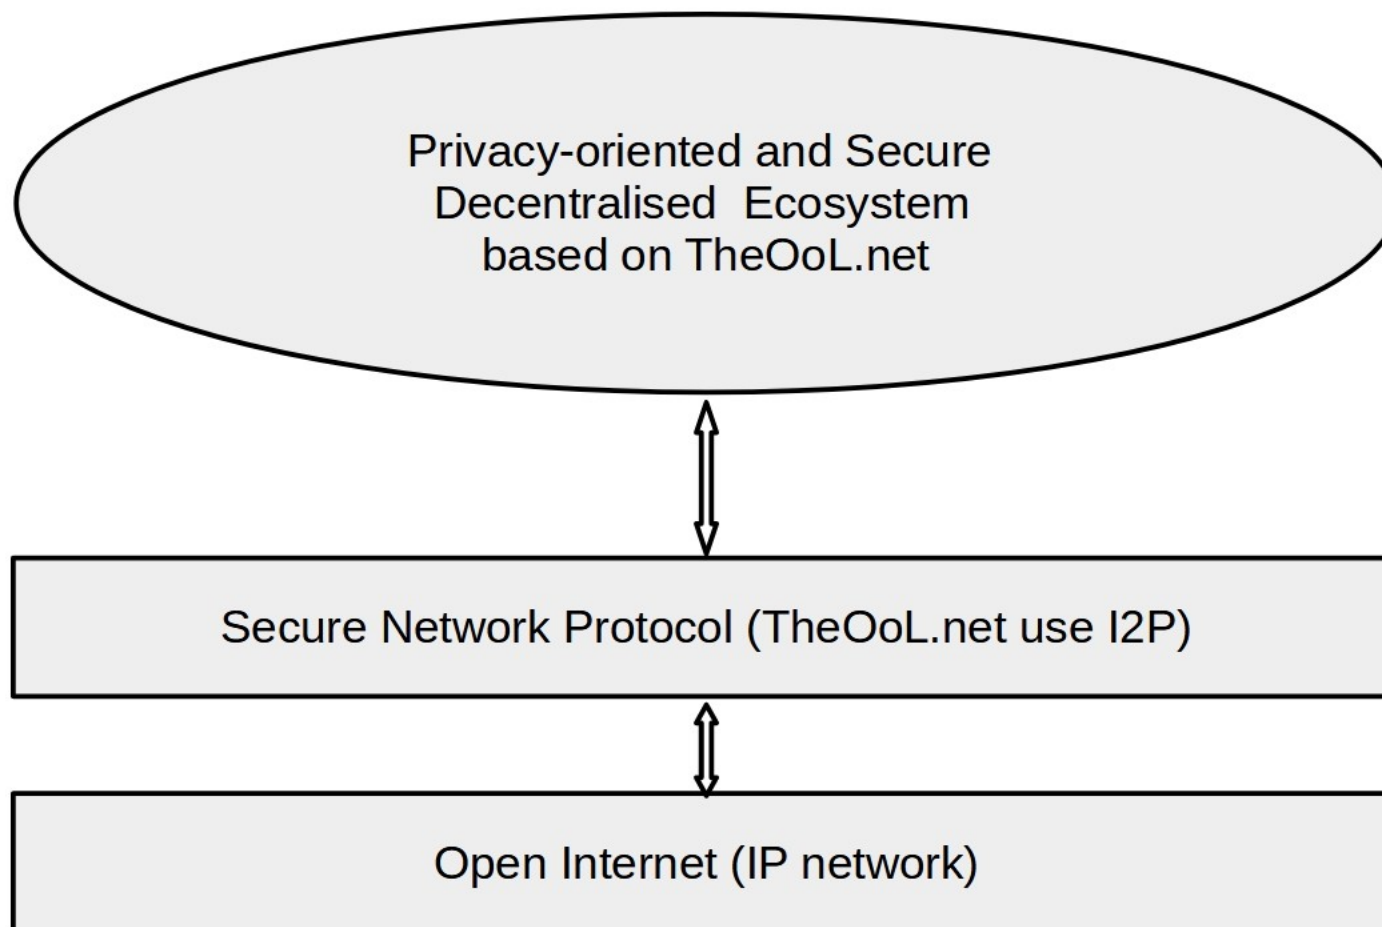 Privacy-oriented and Secure
Decentralised  Ecosystem
based on TheOoL.net
Secure Network Protocol (TheOoL.net use I2P)
Open Internet (IP network)